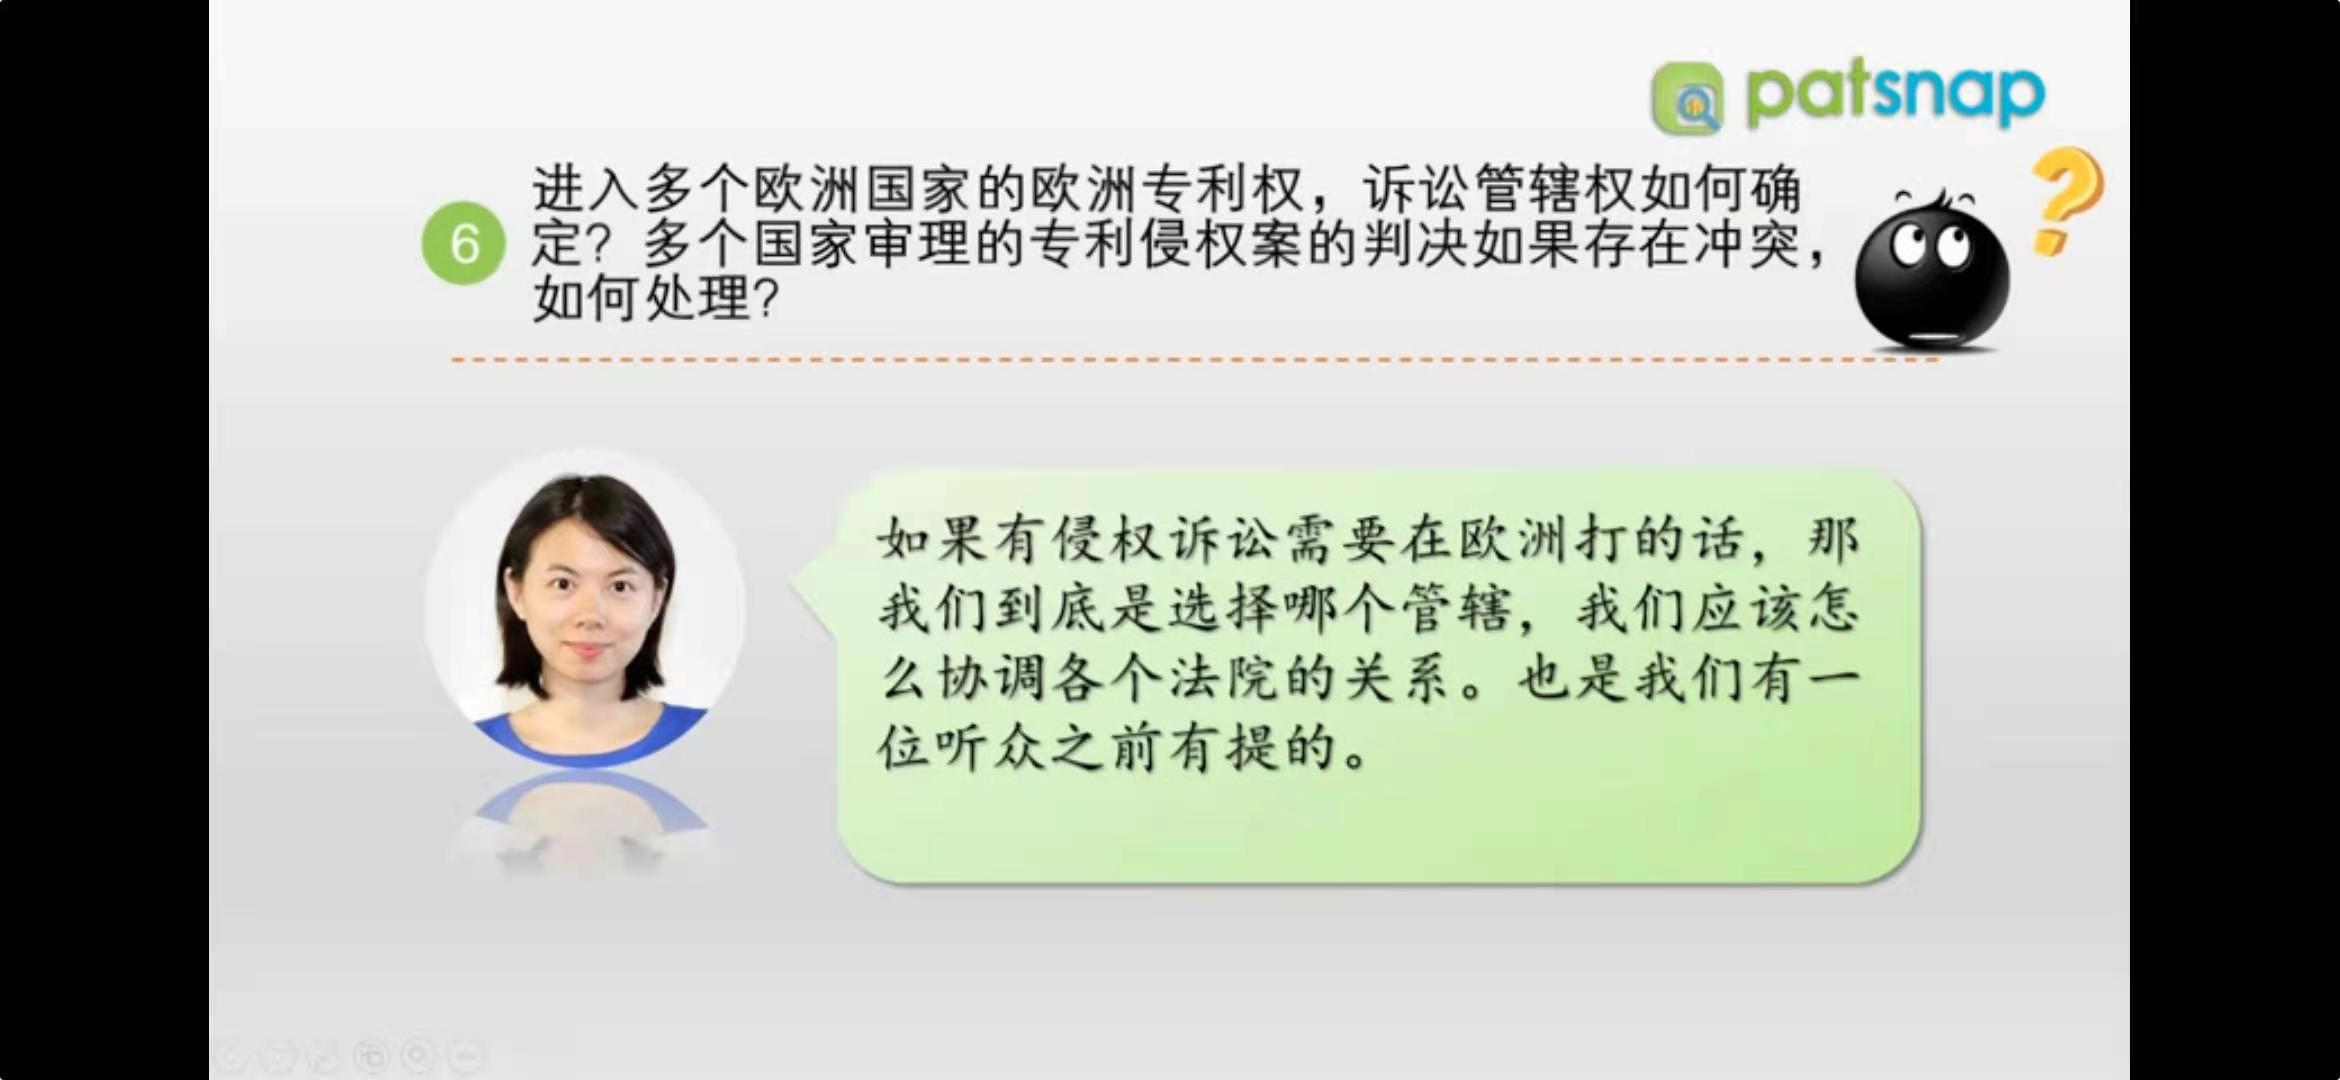 patsnap
6
进入多个欧洲国家的欧洲专利权，诉讼管辖权如何确
定？多个国家审理的专利侵权案的判决如果存在冲突，
如何处理？
如果有侵权诉讼需要在欧洲打的话，那
我们到底是选择哪个管辖，我们应该怎
么协调各个法院的关系。也是我们有一
位听众之前有提的。